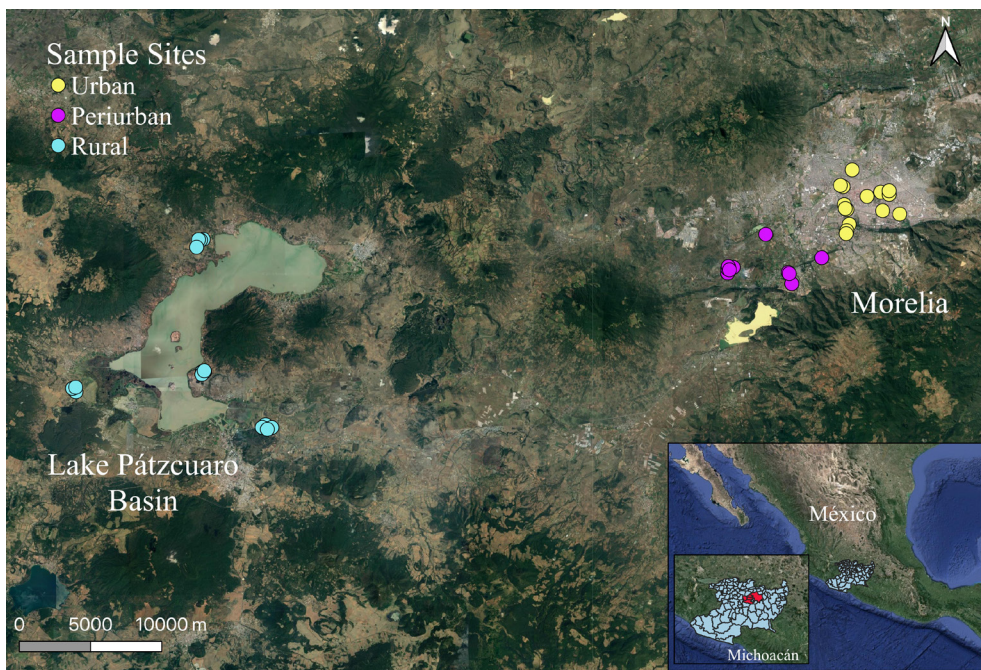 Sample Sites
Urban
Periurban
Rural
N
Morelia
Lake Pátzcuaro
Basin
México
Michoacán
0 5000 10000 m